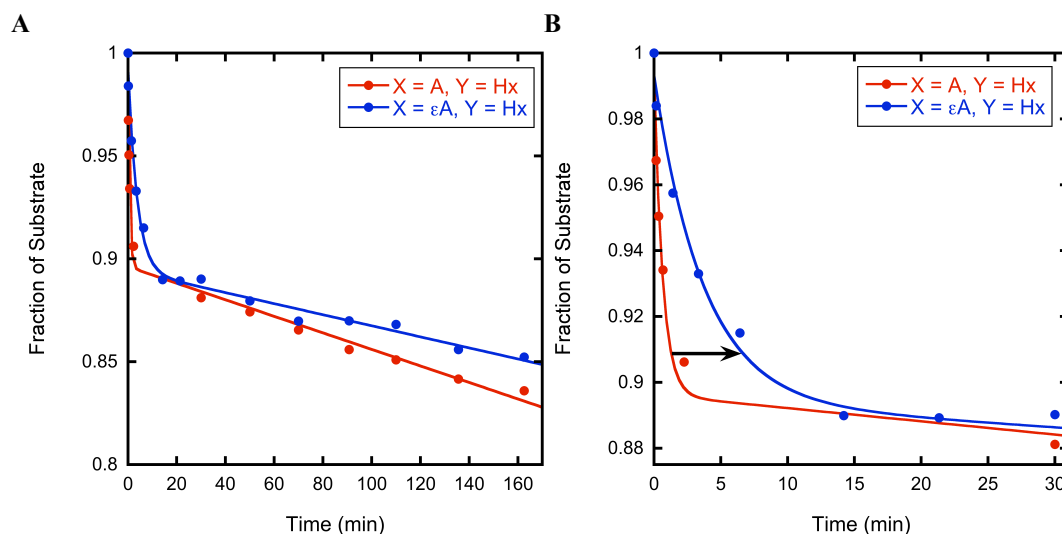 A
1
0.95
0.9
0.85
0.8
Fraction of Substrate
X = A, Y = Hx
X = εA, Y = Hx
0 20 40 60 80 100 120 140 160
Time (min)
B
1
0.98
0.96
0.94
0.92
0.9
0.88
Fraction of Substrate
X = A, Y = Hx
X = εA, Y = Hx
0 5 10 15 20 25 30
Time (min)